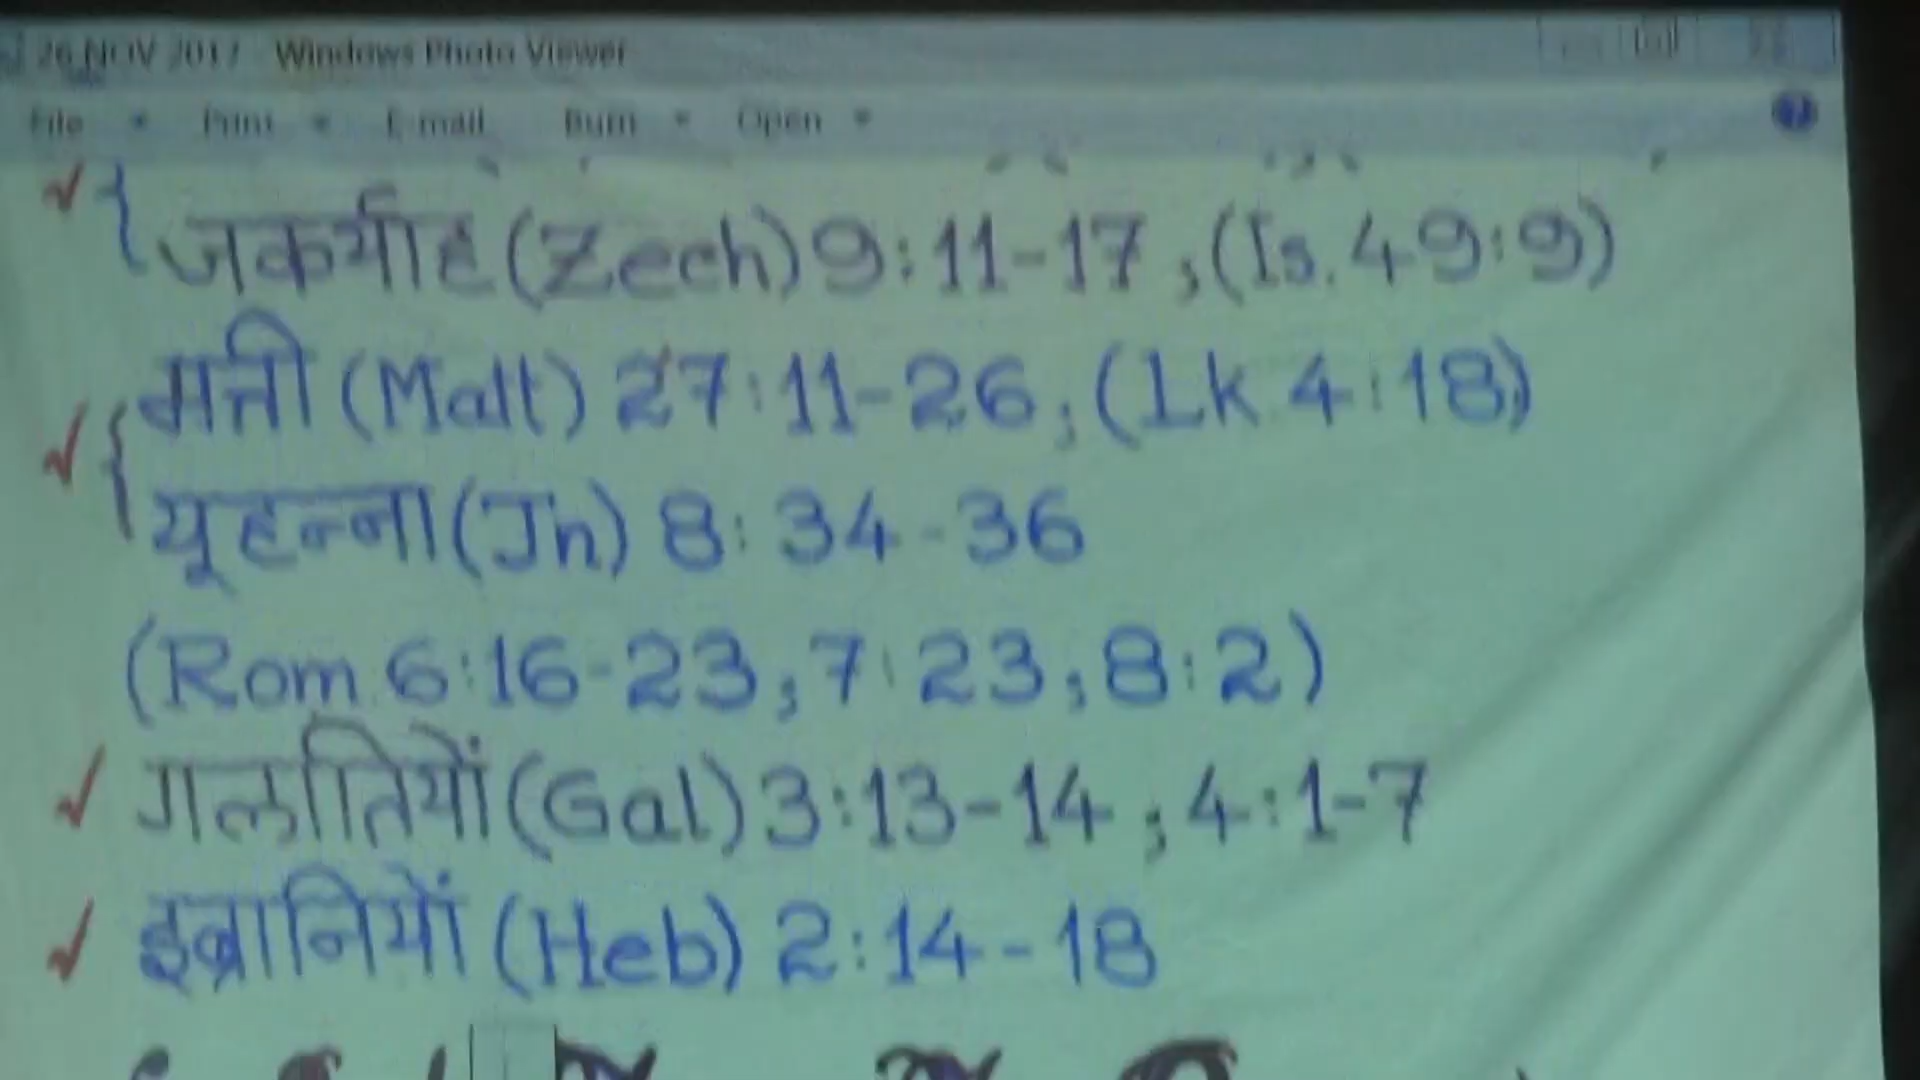 26 NOV 2017 - Windows Photo Viewer
File Print E-mail Burn Open
जकर्याह (Zech) 9:11-17 ; (Is. 49:9)
मत्ती (Matt) 27:11-26 ; (Lk 4:18)
यूहन्ना (Jn) 8:34-36
(Rom 6:16-23 ; 7:23 ; 8:2)
गलातियों (Gal) 3:13-14 ; 4:1-7
इब्रानियों (Heb) 2:14-18